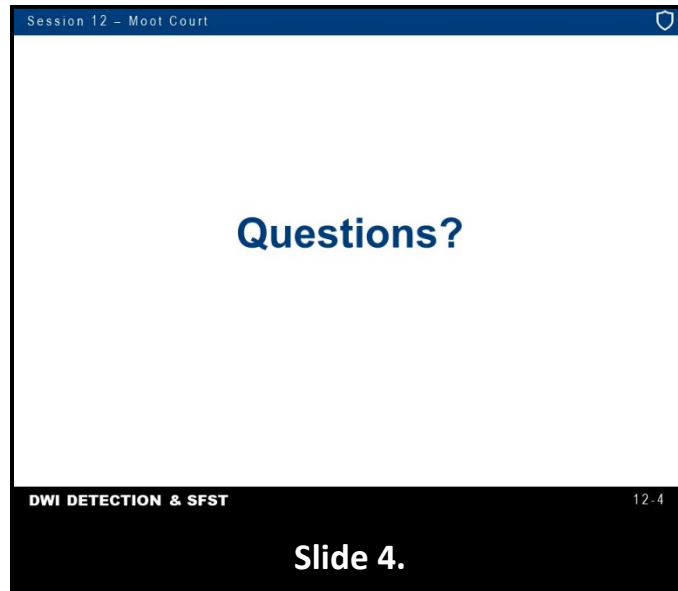 Session 12 – Moot Court
Questions?
DWI DETECTION & SFST
12-4
Slide 4.